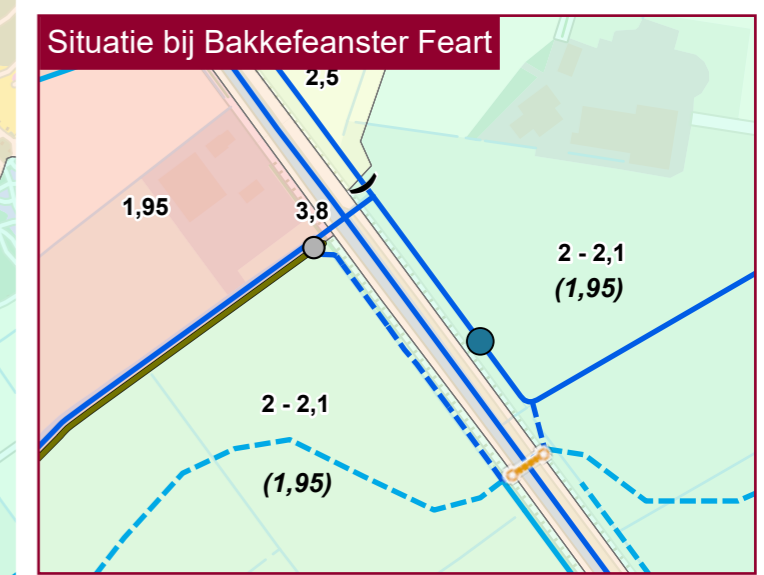 Situatie bij Bakkefeanster Feart
2,5
1,95
3,8
2 - 2,1
(1,95)
2 - 2,1
(1,95)